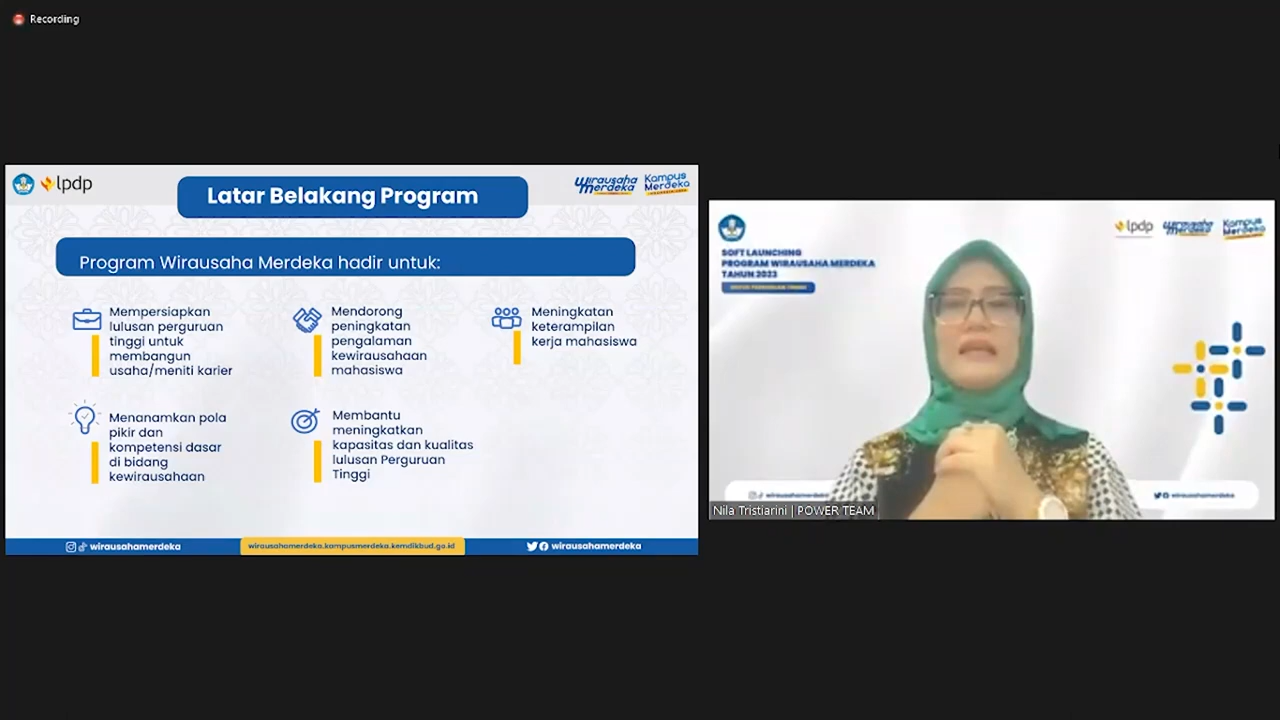 Recording
lpdp
Latar Belakang Program
Wirausaha
Merdeka
Kampus
Merdeka
Program Wirausaha Merdeka hadir untuk:
Mempersiapkan
lulusan perguruan
tinggi untuk
membangun
usaha/meniti karier
Mendorong
peningkatan
pengalaman
kewirausahaan
mahasiswa
Meningkatan
keterampilan
kerja mahasiswa
Menanamkan pola
pikir dan
kompetensi dasar
di bidang
kewirausahaan
Membantu
meningkatkan
kapasitas dan kualitas
lulusan Perguruan
Tinggi
wirausahamerdeka
wirausahamerdeka.kampusmerdeka.kemdikbud.go.id
wirausahamerdeka
lpdp
Wirausaha
Merdeka
Kampus
Merdeka
SOFT LAUNCHING
PROGRAM WIRAUSAHA MERDEKA
TAHUN 2023
wirausahamerdeka
wirausahamerdeka
Nila Tristiarini | POWER TEAM